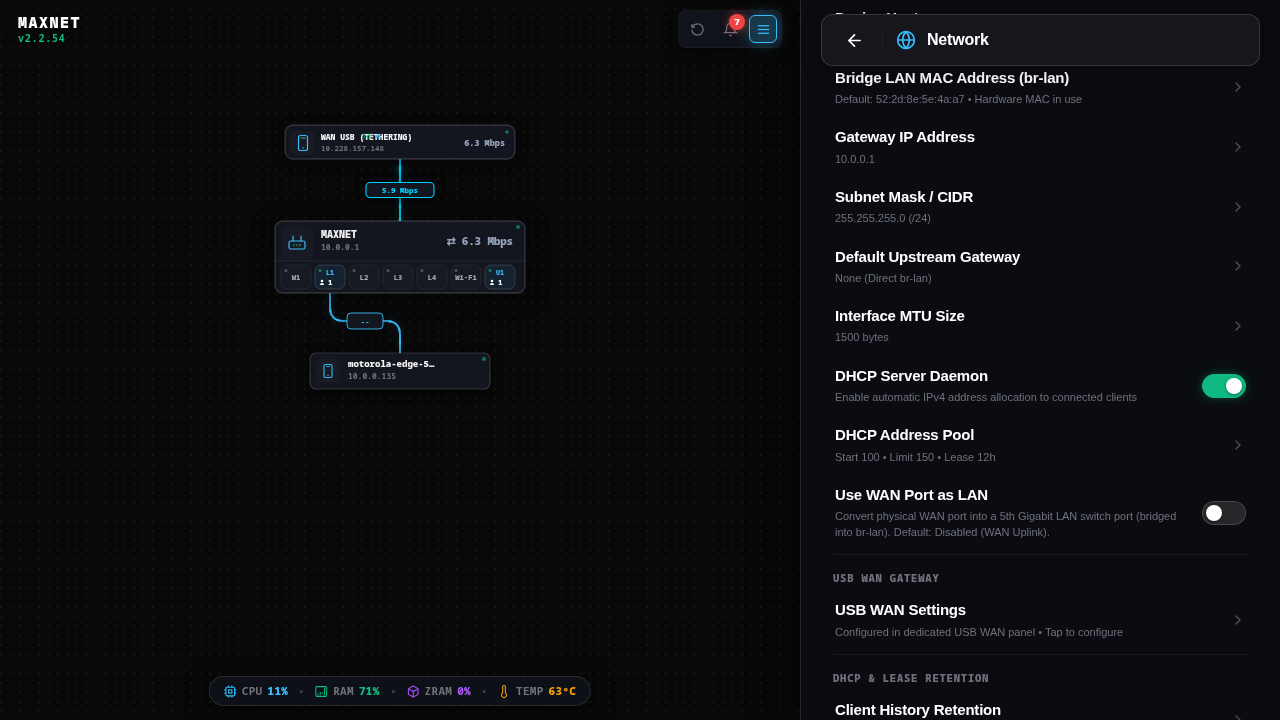 MAXNET
v2.2.54
7
WAN USB (TETHERING)
10.228.157.148
6.3 Mbps
5.9 Mbps
MAXNET
10.0.0.1
⇄ 6.3 Mbps
W1
L1
1
L2
L3
L4
Wi-Fi
U1
1
--
motorola-edge-5…
10.0.0.135
CPU 11% • RAM 71% • ZRAM 0% • TEMP 63°C
Network
Bridge LAN MAC Address (br-lan)
Default: 52:2d:8e:5e:4a:a7 • Hardware MAC in use
Gateway IP Address
10.0.0.1
Subnet Mask / CIDR
255.255.255.0 (/24)
Default Upstream Gateway
None (Direct br-lan)
Interface MTU Size
1500 bytes
DHCP Server Daemon
Enable automatic IPv4 address allocation to connected clients
DHCP Address Pool
Start 100 • Limit 150 • Lease 12h
Use WAN Port as LAN
Convert physical WAN port into a 5th Gigabit LAN switch port (bridged
into br-lan). Default: Disabled (WAN Uplink).
USB WAN GATEWAY
USB WAN Settings
Configured in dedicated USB WAN panel • Tap to configure
DHCP & LEASE RETENTION
Client History Retention